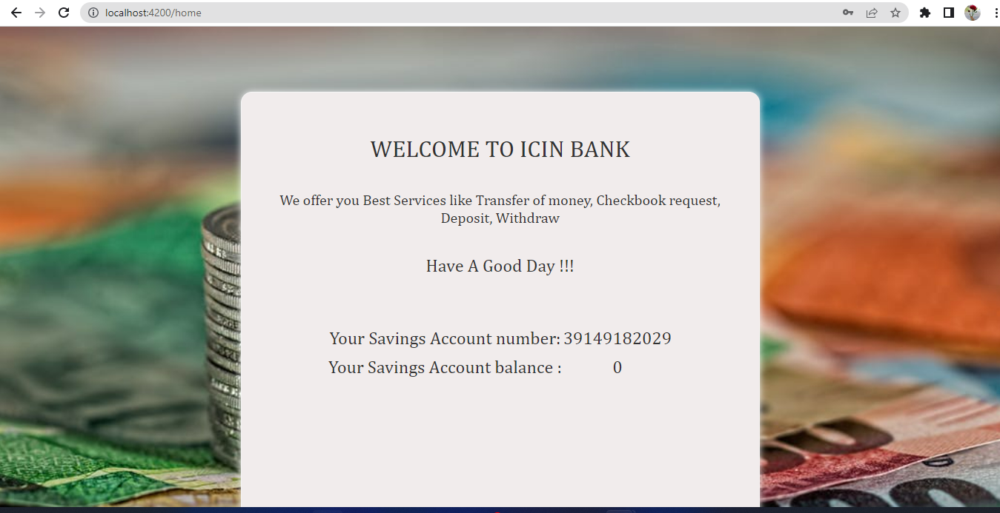 localhost:4200/home
WELCOME TO ICIN BANK
We offer you Best Services like Transfer of money, Checkbook request,
Deposit, Withdraw
Have A Good Day !!!
Your Savings Account number: 39149182029
Your Savings Account balance : 0